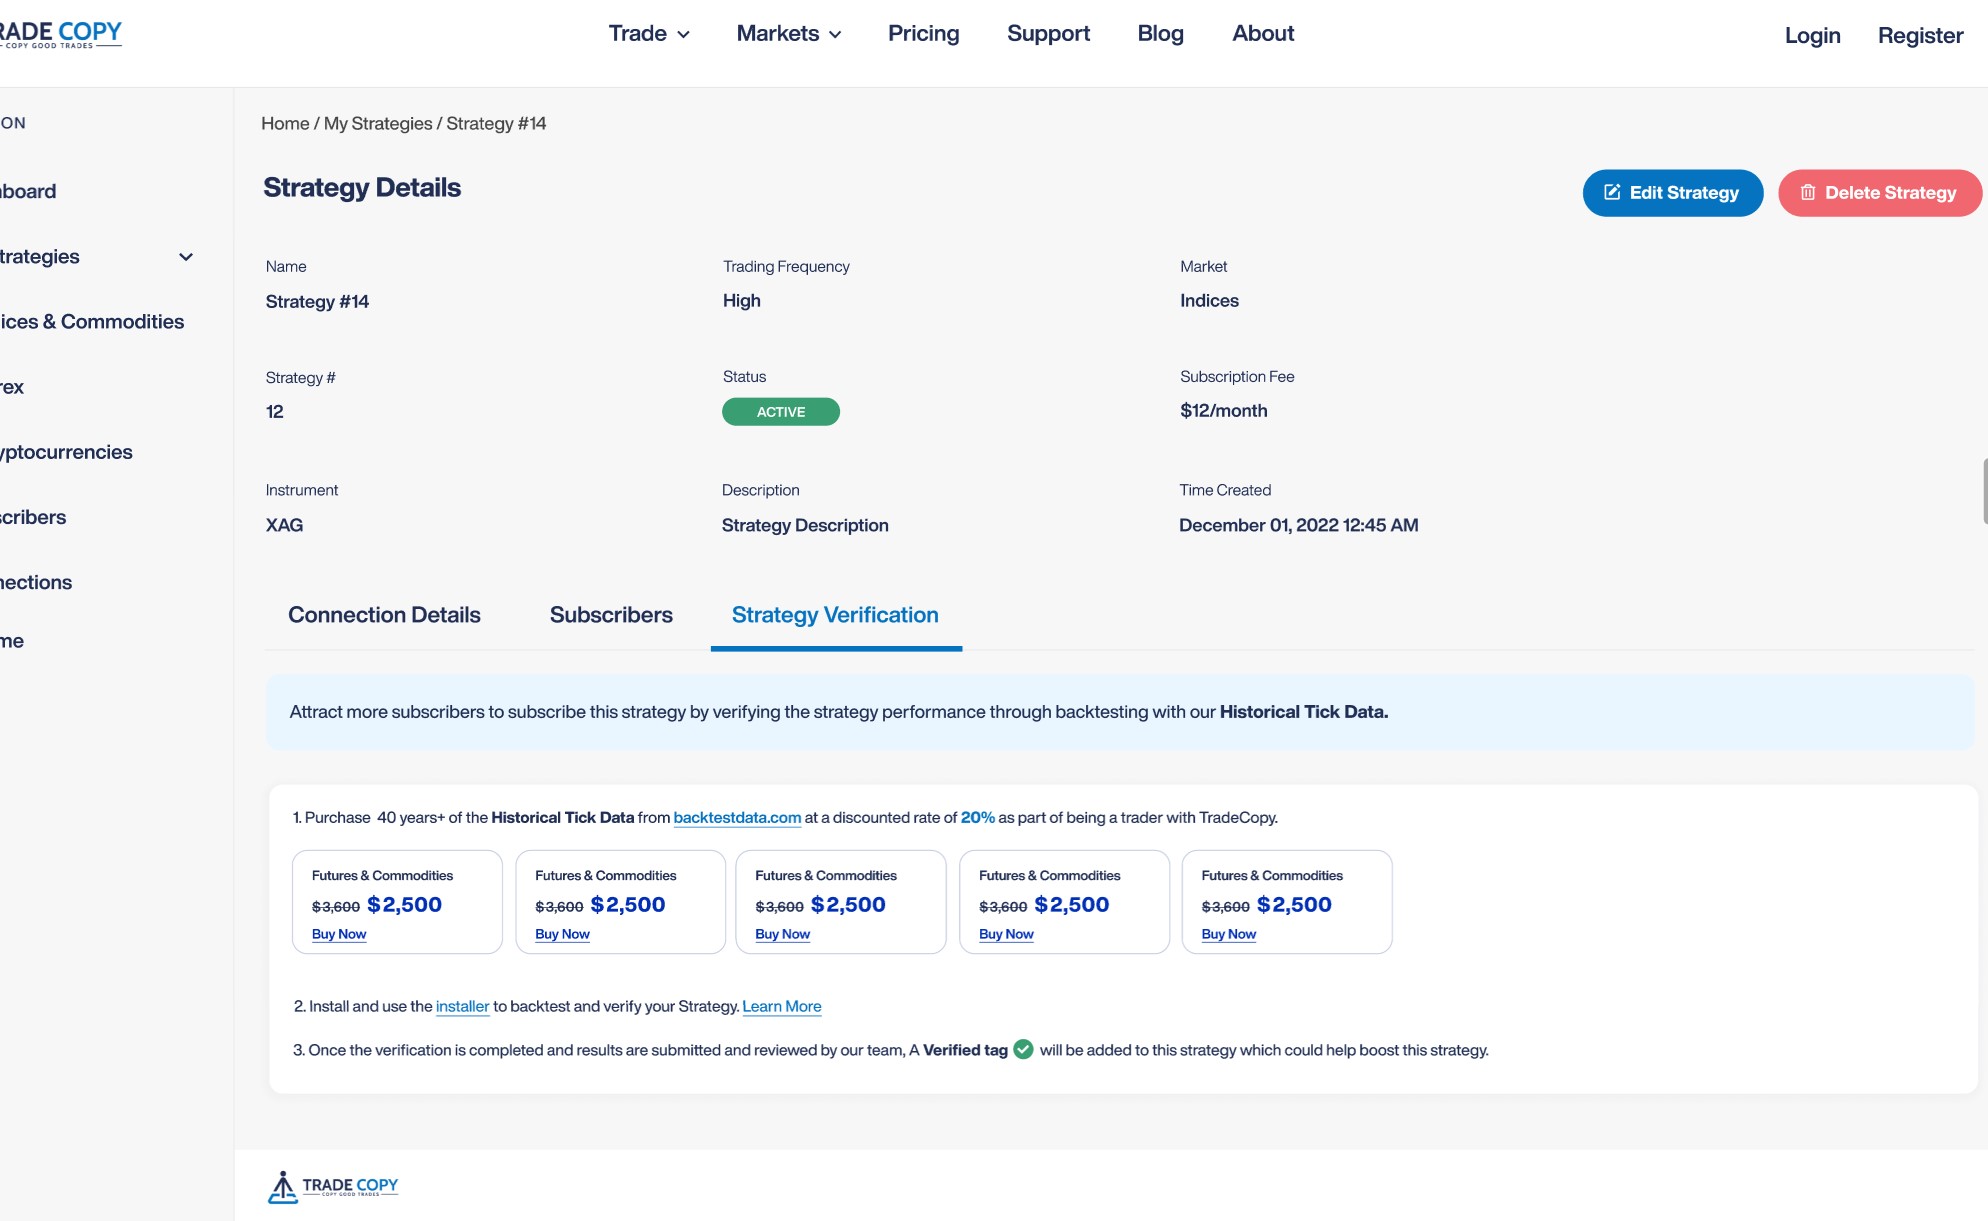 RADE COPY
COPY GOOD TRADES
Trade
Markets
Pricing
Support
Blog
About
Login
Register
ON
board
trategies
ices & Commodities
rex
yptocurrencies
scribers
nections
me
Home / My Strategies / Strategy #14
Strategy Details
Edit Strategy
Delete Strategy
Name
Trading Frequency
Market
Strategy #14
High
Indices
Strategy #
Status
Subscription Fee
12
ACTIVE
$12/month
Instrument
Description
Time Created
XAG
Strategy Description
December 01, 2022 12:45 AM
Connection Details
Subscribers
Strategy Verification
Attract more subscribers to subscribe this strategy by verifying the strategy performance through backtesting with our Historical Tick Data.
1. Purchase 40 years+ of the Historical Tick Data from backtestdata.com at a discounted rate of 20% as part of being a trader with TradeCopy.
Futures & Commodities
$3,600 $2,500
Buy Now
Futures & Commodities
$3,600 $2,500
Buy Now
Futures & Commodities
$3,600 $2,500
Buy Now
Futures & Commodities
$3,600 $2,500
Buy Now
Futures & Commodities
$3,600 $2,500
Buy Now
2. Install and use the installer to backtest and verify your Strategy. Learn More
3. Once the verification is completed and results are submitted and reviewed by our team, A Verified tag will be added to this strategy which could help boost this strategy.
TRADE COPY
COPY GOOD TRADES